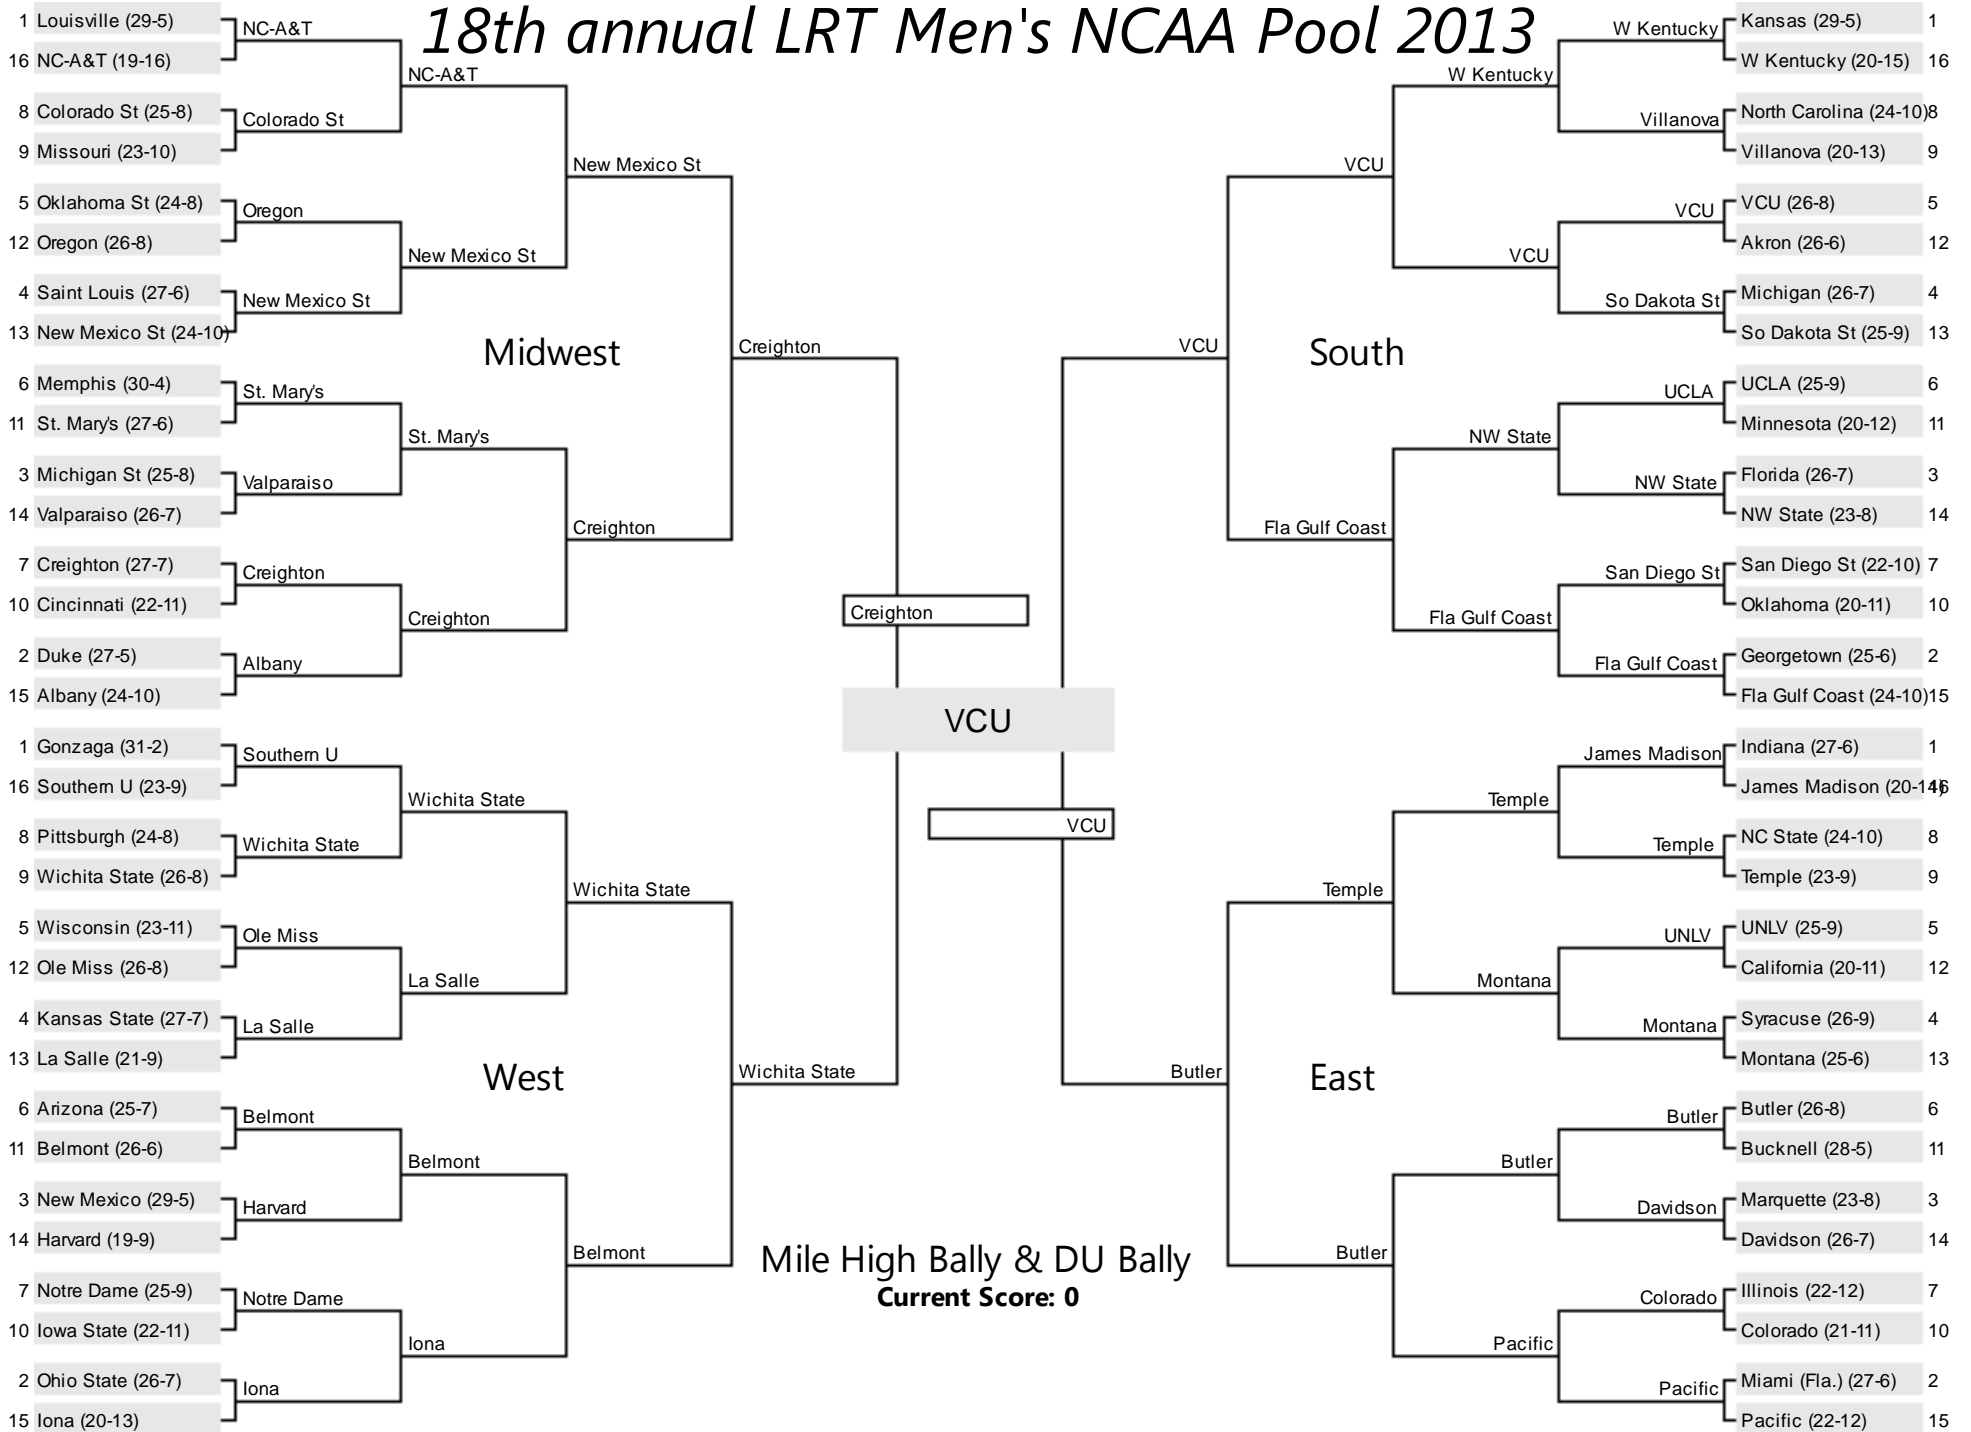 18th annual LRT Men's NCAA Pool 2013
1 Louisville (29-5)
16 NC-A&T (19-16)
8 Colorado St (25-8)
9 Missouri (23-10)
5 Oklahoma St (24-8)
12 Oregon (26-8)
4 Saint Louis (27-6)
13 New Mexico St (24-10)
6 Memphis (30-4)
11 St. Mary's (27-6)
3 Michigan St (25-8)
14 Valparaiso (26-7)
7 Creighton (27-7)
10 Cincinnati (22-11)
2 Duke (27-5)
15 Albany (24-10)
NC-A&T
Colorado St
Oregon
New Mexico St
St. Mary's
Valparaiso
Creighton
Albany
NC-A&T
New Mexico St
St. Mary's
Creighton
New Mexico St
Creighton
Midwest
Creighton
1 Gonzaga (31-2)
16 Southern U (23-9)
8 Pittsburgh (24-8)
9 Wichita State (26-8)
5 Wisconsin (23-11)
12 Ole Miss (26-8)
4 Kansas State (27-7)
13 La Salle (21-9)
6 Arizona (25-7)
11 Belmont (26-6)
3 New Mexico (29-5)
14 Harvard (19-9)
7 Notre Dame (25-9)
10 Iowa State (22-11)
2 Ohio State (26-7)
15 Iona (20-13)
Southern U
Wichita State
Ole Miss
La Salle
Belmont
Harvard
Notre Dame
Iona
Wichita State
La Salle
Belmont
Iona
Wichita State
Belmont
West
Wichita State
Creighton
VCU
VCU
Kansas (29-5) 1
W Kentucky (20-15) 16
North Carolina (24-10) 8
Villanova (20-13) 9
VCU (26-8) 5
Akron (26-6) 12
Michigan (26-7) 4
So Dakota St (25-9) 13
UCLA (25-9) 6
Minnesota (20-12) 11
Florida (26-7) 3
NW State (23-8) 14
San Diego St (22-10) 7
Oklahoma (20-11) 10
Georgetown (25-6) 2
Fla Gulf Coast (24-10) 15
W Kentucky
Villanova
VCU
So Dakota St
UCLA
NW State
San Diego St
Fla Gulf Coast
W Kentucky
VCU
NW State
Fla Gulf Coast
VCU
Fla Gulf Coast
South
VCU
Indiana (27-6) 1
James Madison (20-14) 16
NC State (24-10) 8
Temple (23-9) 9
UNLV (25-9) 5
California (20-11) 12
Syracuse (26-9) 4
Montana (25-6) 13
Butler (26-8) 6
Bucknell (28-5) 11
Marquette (23-8) 3
Davidson (26-7) 14
Illinois (22-12) 7
Colorado (21-11) 10
Miami (Fla.) (27-6) 2
Pacific (22-12) 15
James Madison
Temple
UNLV
Montana
Butler
Davidson
Colorado
Pacific
Temple
Montana
Butler
Pacific
Temple
Butler
East
Butler
Mile High Bally & DU Bally
Current Score: 0